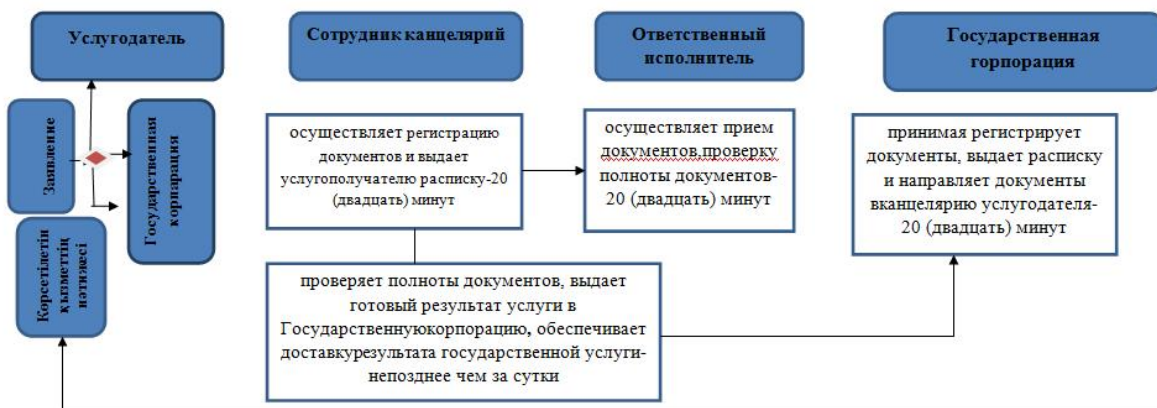 Услугодатель
Сотрудник канцелярий
Ответственный
исполнитель
Государственная
горпорация
Заявление
Государственная
корпарация
Көрсетілетін
қызметтің
нәтижесі
осуществляет регистрацию
документов и выдает
услугополучателю расписку-20
(двадцать) минут
осуществляет прием
документов,проверку
полноты документов-
20 (двадцать) минут
принимая регистрирует
документы, выдает расписку
и направляет документы
вканцелярию услугодателя-
20 (двадцать) минут
проверяет полноты документов, выдает
готовый результат услуги в
Государственнуюкорпорацию, обеспечивает
доставкурезультата государственной услуги-
непозднее чем за сутки